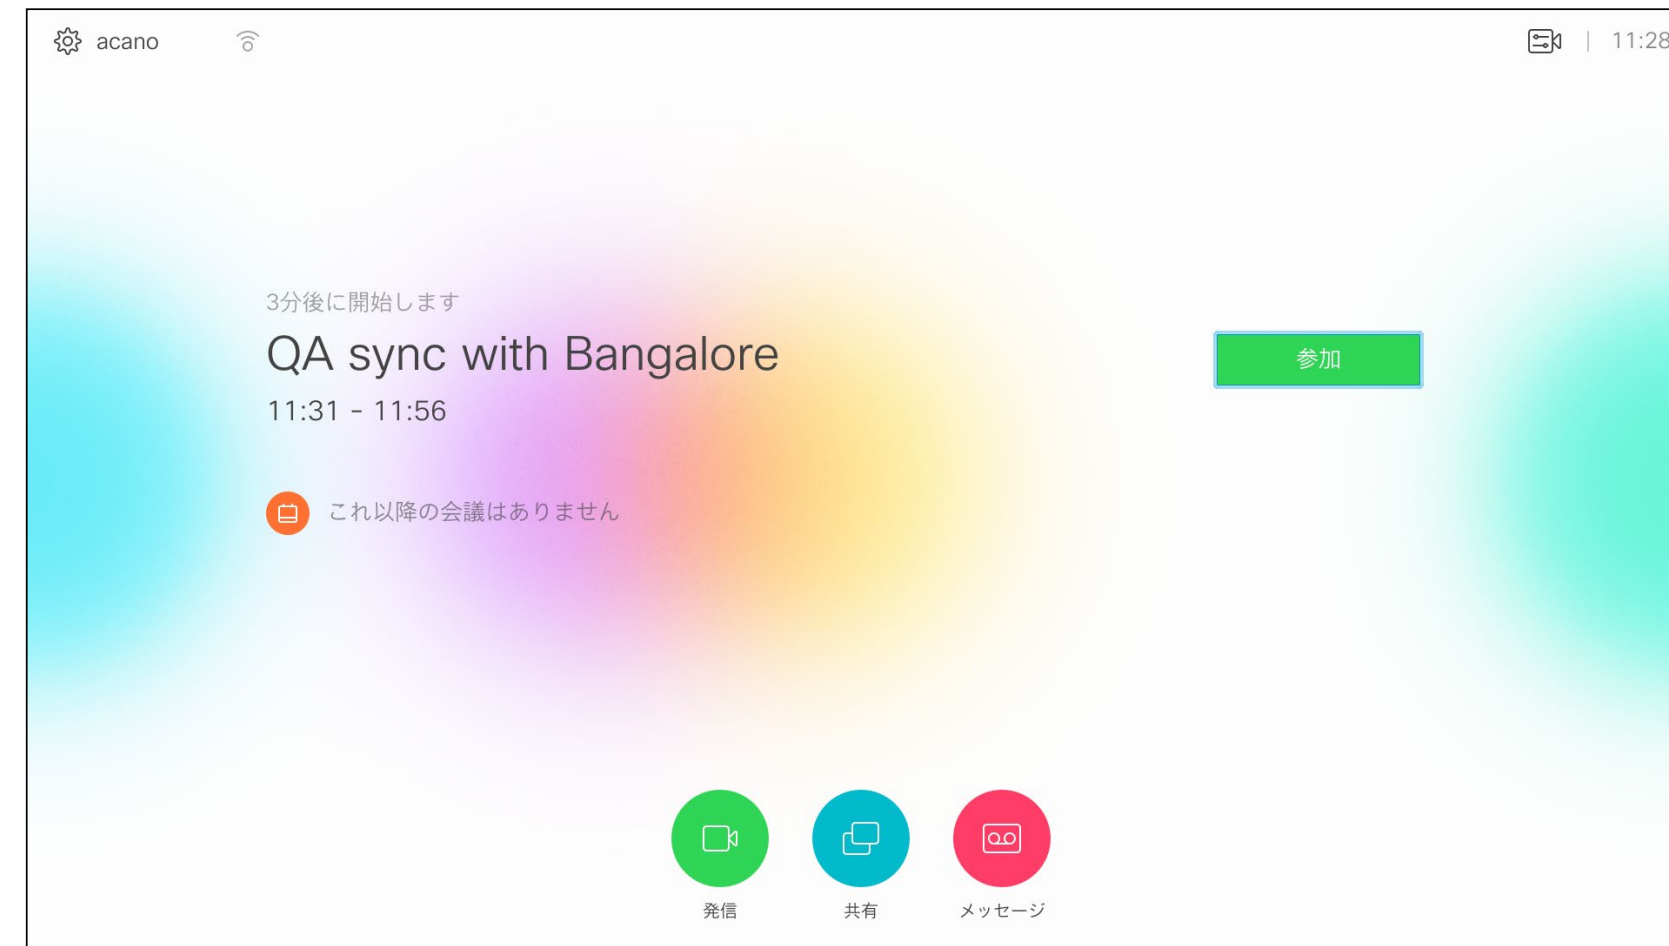 acano
11:28
3分後に開始します
QA sync with Bangalore
参加
11:31 - 11:56
これ以降の会議はありません
発信
共有
メッセージ